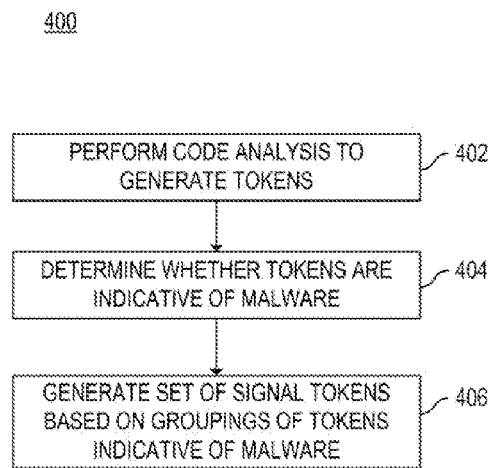 400
PERFORM CODE ANALYSIS TO
GENERATE TOKENS
402
DETERMINE WHETHER TOKENS ARE
INDICATIVE OF MALWARE
404
GENERATE SET OF SIGNAL TOKENS
BASED ON GROUPINGS OF TOKENS
INDICATIVE OF MALWARE
406